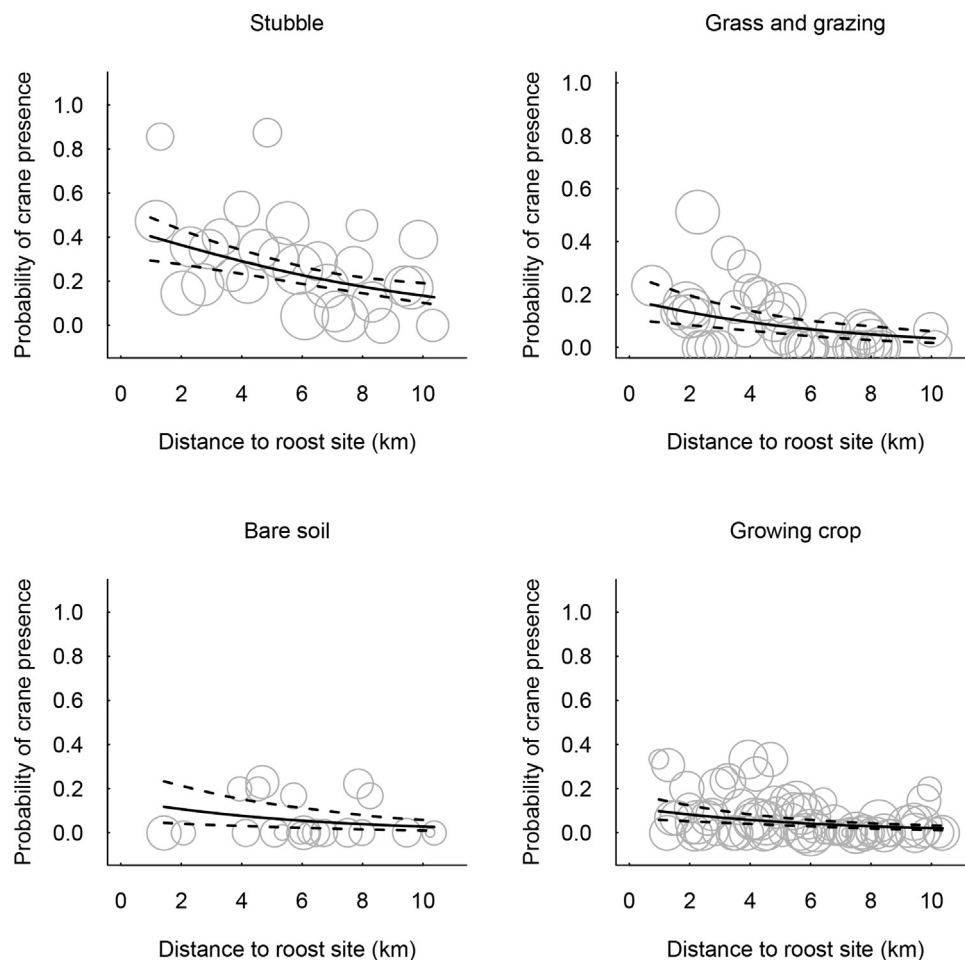 Stubble
Probability of crane presence
1.0
0.8
0.6
0.4
0.2
0.0
0 2 4 6 8 10
Distance to roost site (km)
Grass and grazing
Probability of crane presence
1.0
0.8
0.6
0.4
0.2
0.0
0 2 4 6 8 10
Distance to roost site (km)
Bare soil
Probability of crane presence
1.0
0.8
0.6
0.4
0.2
0.0
0 2 4 6 8 10
Distance to roost site (km)
Growing crop
Probability of crane presence
1.0
0.8
0.6
0.4
0.2
0.0
0 2 4 6 8 10
Distance to roost site (km)